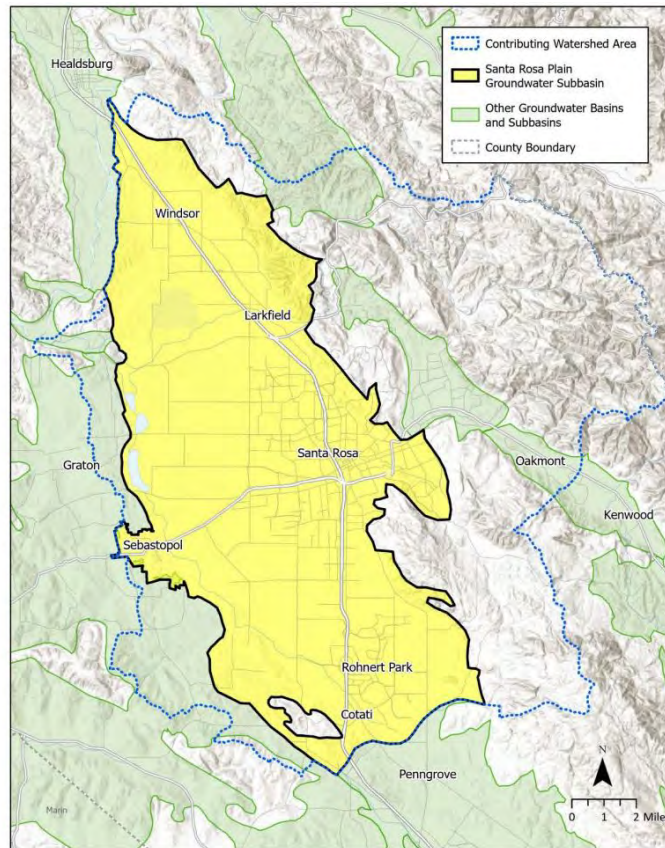 Contributing Watershed Area
Santa Rosa Plain
Groundwater Subbasin
Other Groundwater Basins
and Subbasins
County Boundary
Healdsburg
Windsor
Larkfield
Santa Rosa
Graton
Oakmont
Kenwood
Sebastopol
Rohnert Park
Cotati
Penngrove
Marin
N
0 1 2 Mile